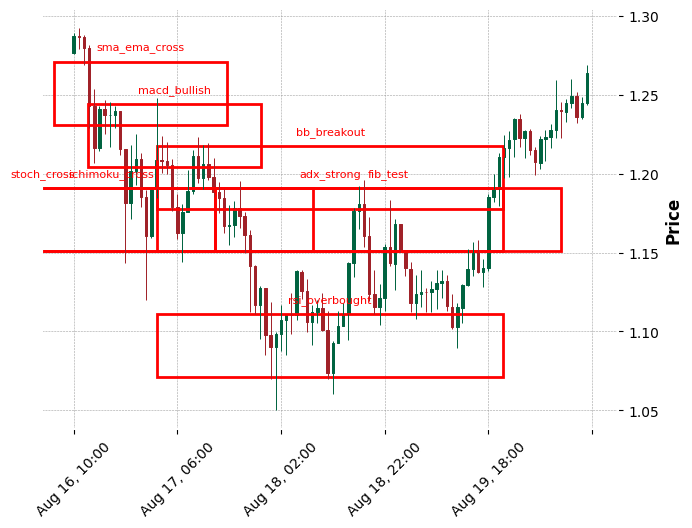 1.30
sma_ema_cross
macd_bullish
1.25
bb_breakout
1.20
stoch_cross
ichimoku_cross
adx_strong
fib_test
Price
1.15
rsi_overbought
1.10
1.05
Aug 16, 10:00
Aug 17, 06:00
Aug 18, 02:00
Aug 18, 22:00
Aug 19, 18:00